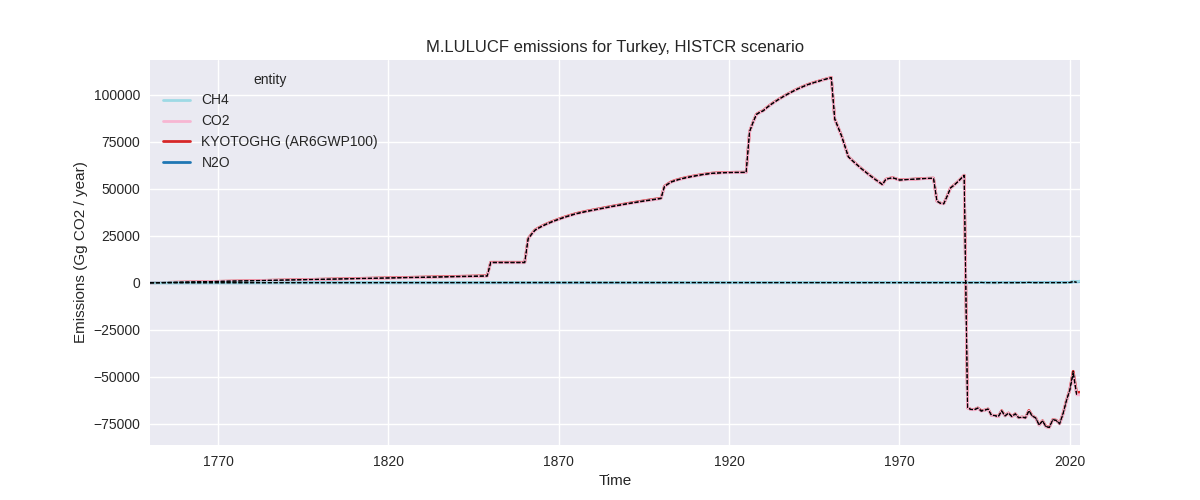 M.LULUCF emissions for Turkey, HISTCR scenario
entity
CH4
CO2
KYOTOGHG (AR6GWP100)
N2O
Emissions (Gg CO2 / year)
100000
75000
50000
25000
0
−25000
−50000
−75000
1770 1820 1870 1920 1970 2020
Time